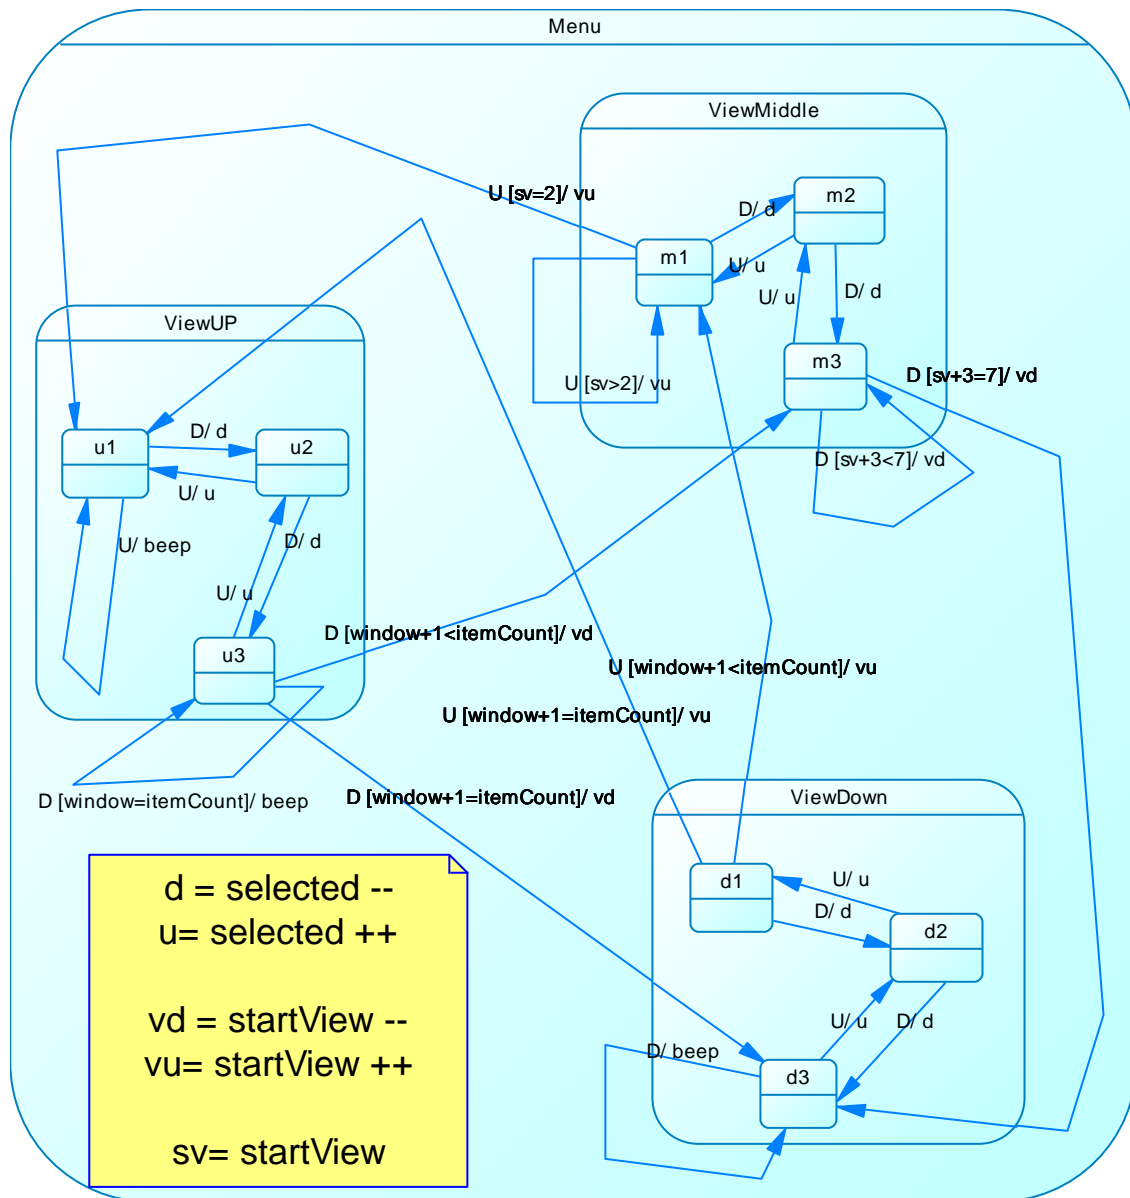 Menu
ViewMiddle
U [sv=2]/ vu
D/ d
m2
m1
U/ u
U/ u
D/ d
ViewUP
m3
D [sv+3=7]/ vd
U [sv>2]/ vu
D/ d
u1
u2
D [sv+3<7]/ vd
U/ u
U/ beep
D/ d
U/ u
D [window+1<itemCount]/ vd
u3
U [window+1<itemCount]/ vu
U [window+1=itemCount]/ vu
D [window=itemCount]/ beep
D [window+1=itemCount]/ vd
ViewDown
d1
U/ u
D/ d
d2
U/ u
D/ d
D/ beep
d3
d = selected --
u= selected ++
vd = startView --
vu= startView ++
sv= startView